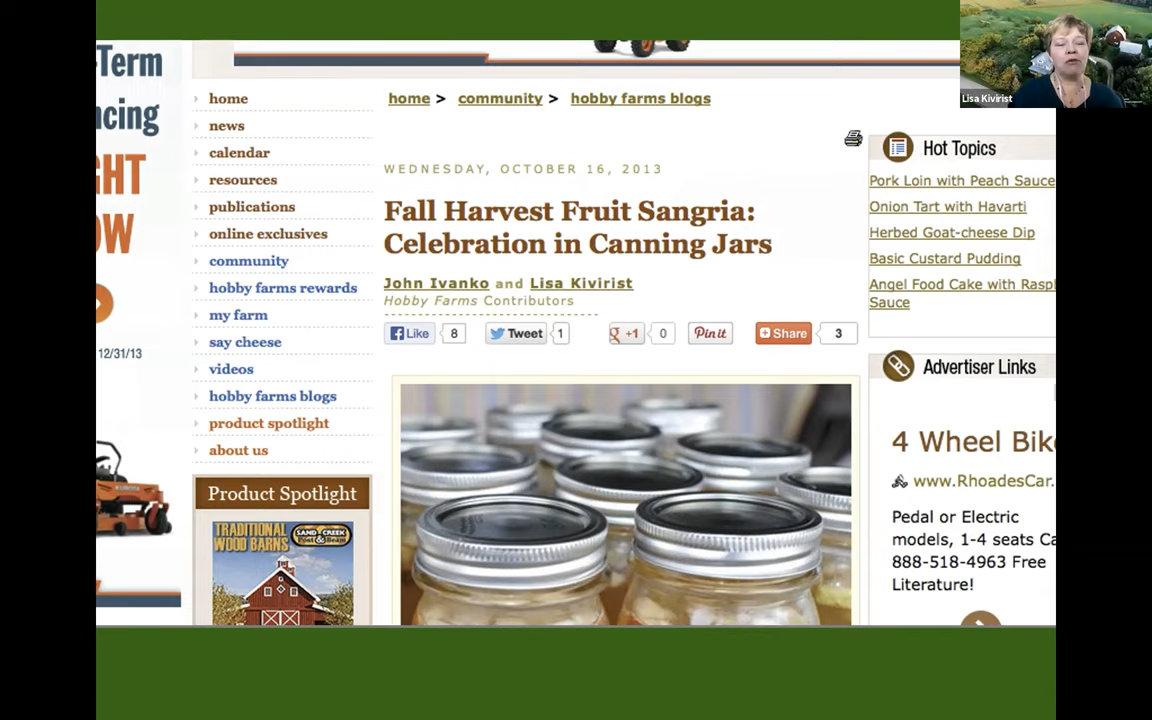 -Term
ncing
GHT
OW
12/31/13
home
news
calendar
resources
publications
online exclusives
community
hobby farms rewards
my farm
say cheese
videos
hobby farms blogs
product spotlight
about us
Product Spotlight
TRADITIONAL
WOOD BARNS
SAND CREEK
Post & Beam
home > community > hobby farms blogs
WEDNESDAY, OCTOBER 16, 2013
Fall Harvest Fruit Sangria:
Celebration in Canning Jars
John Ivanko and Lisa Kivirist
Hobby Farms Contributors
Like 8 Tweet 1 +1 0 Pin it Share 3
Hot Topics
Pork Loin with Peach Sauce
Onion Tart with Havarti
Herbed Goat-cheese Dip
Basic Custard Pudding
Angel Food Cake with Rasp
Sauce
Advertiser Links
4 Wheel Bik
www.RhoadesCar.
Pedal or Electric
models, 1-4 seats Ca
888-518-4963 Free
Literature!
Lisa Kivirist